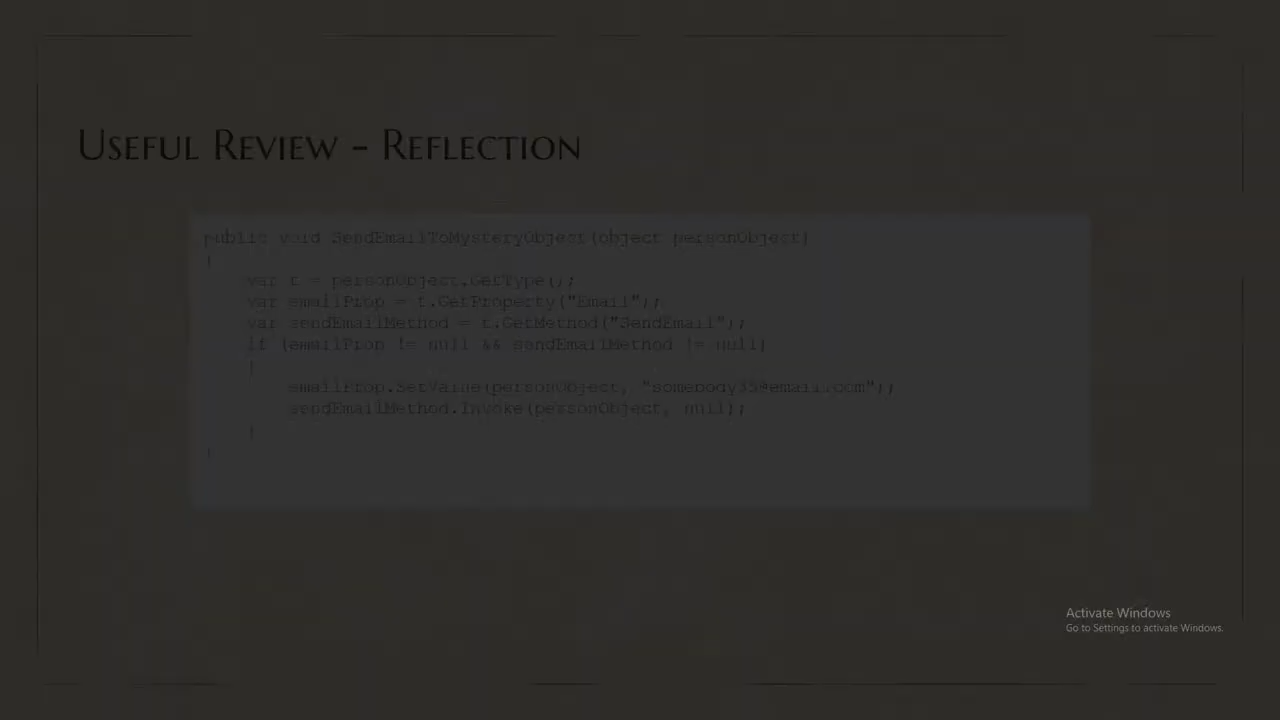 Useful Review - Reflection
public void SendEmailToMysteryObject(object personObject)
{
var t = personObject.GetType();
var emailProp = t.GetProperty("Email");
var sendEmailMethod = t.GetMethod("SendEmail");
if (emailProp != null && sendEmailMethod != null)
{
emailProp.SetValue(personObject, "somebody35@email.com");
sendEmailMethod.Invoke(personObject, null);
}
}
Activate Windows
Go to Settings to activate Windows.